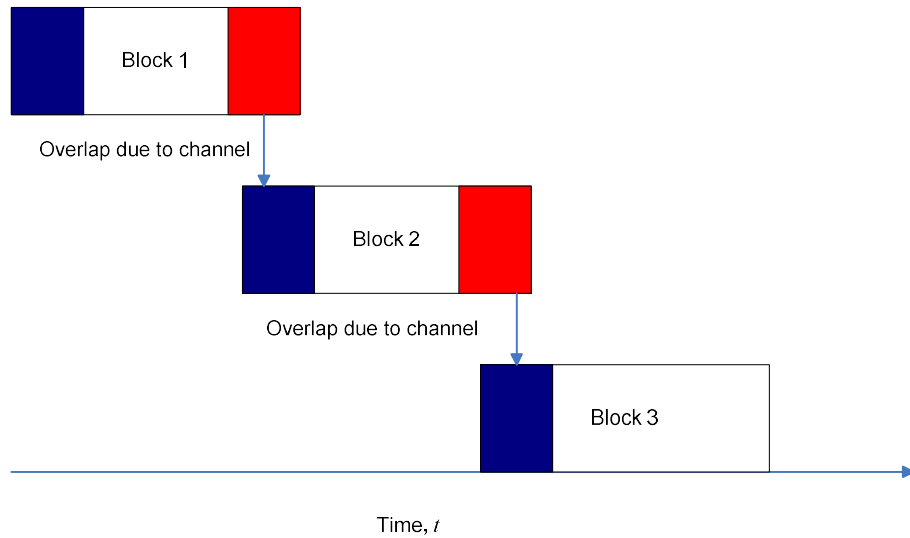 Block 1
Overlap due to channel
Block 2
Overlap due to channel
Block 3
Time, t